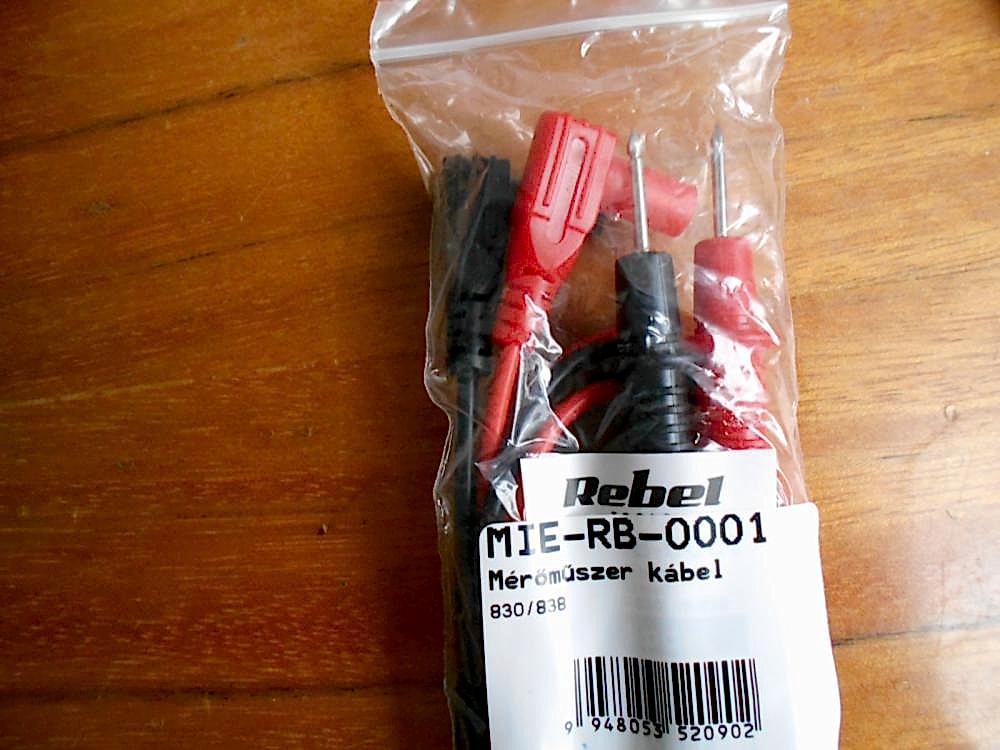 Rebel
MIE-RB-0001
Mérőműszer kábel
830/838
9 948053 520902